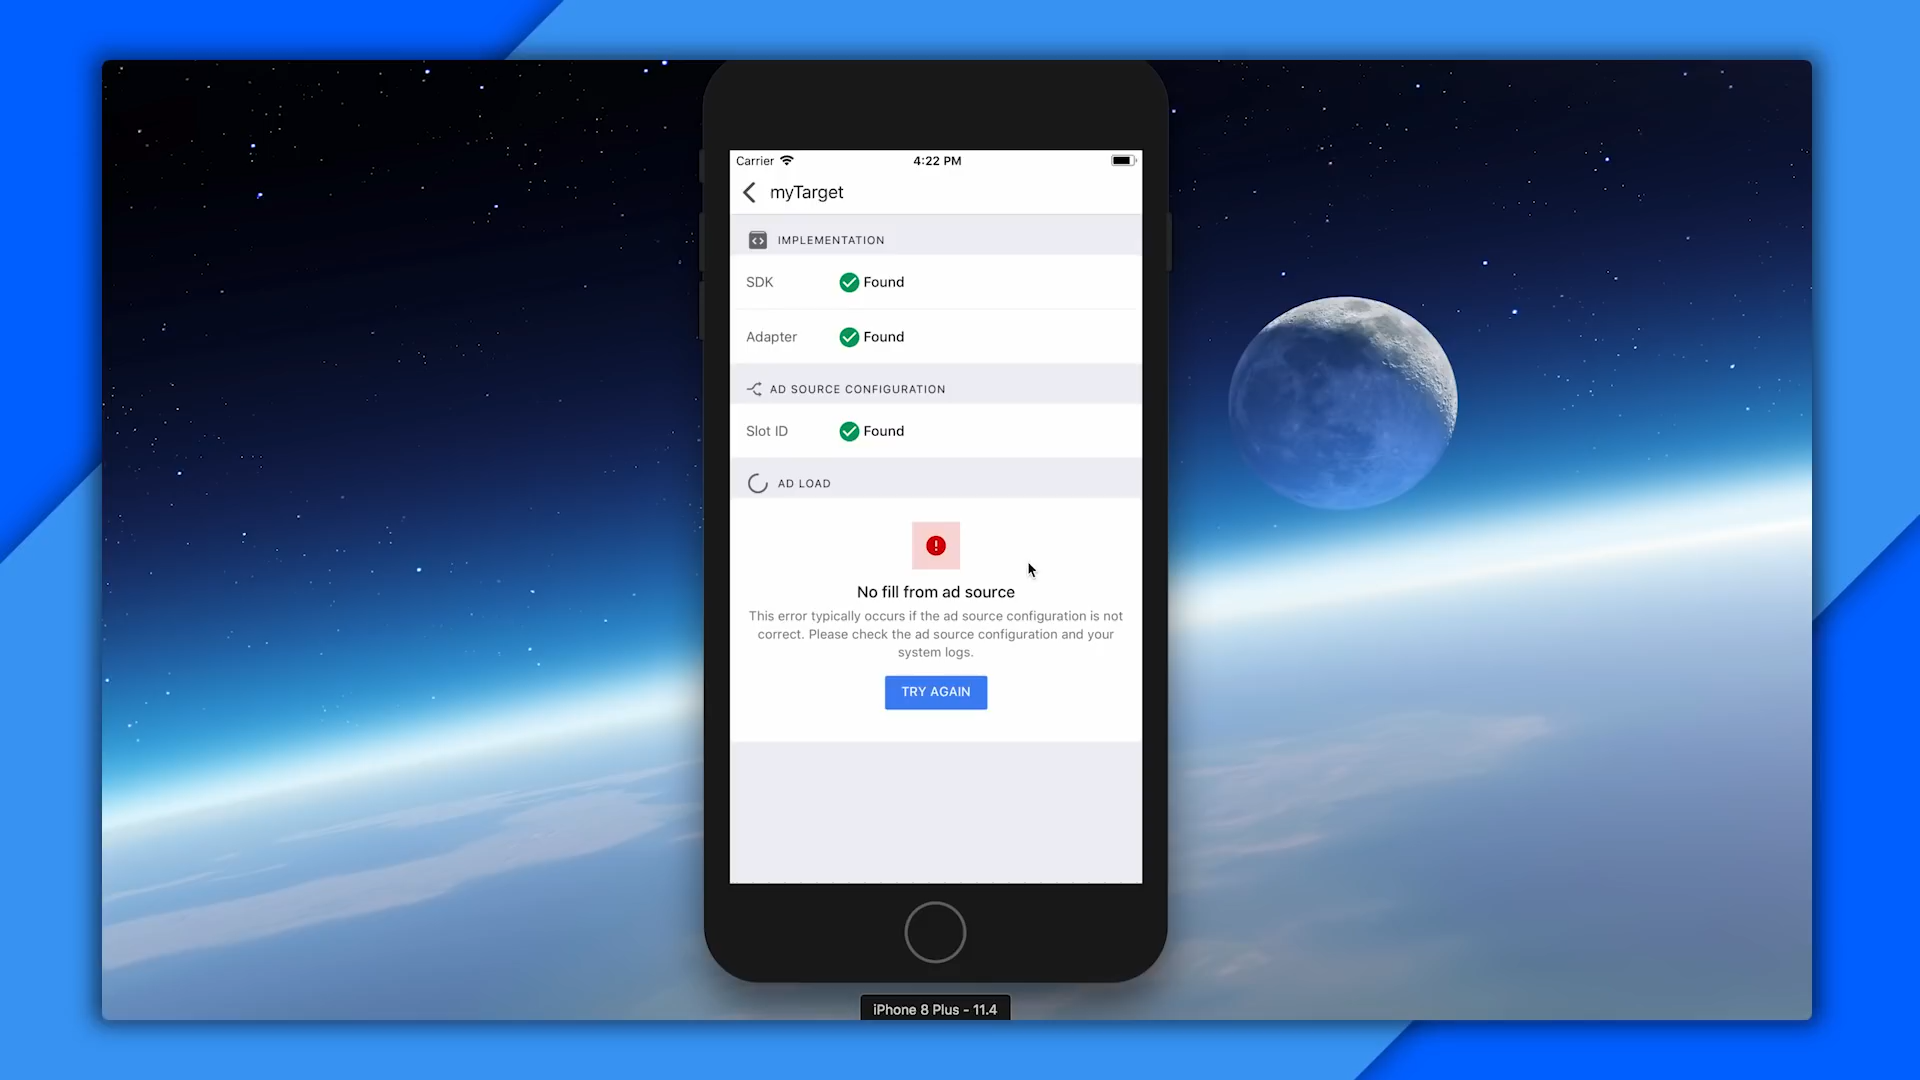 Carrier
4:22 PM
myTarget
IMPLEMENTATION
SDK
Found
Adapter
Found
AD SOURCE CONFIGURATION
Slot ID
Found
AD LOAD
No fill from ad source
This error typically occurs if the ad source configuration is not
correct. Please check the ad source configuration and your
system logs.
TRY AGAIN
iPhone 8 Plus - 11.4